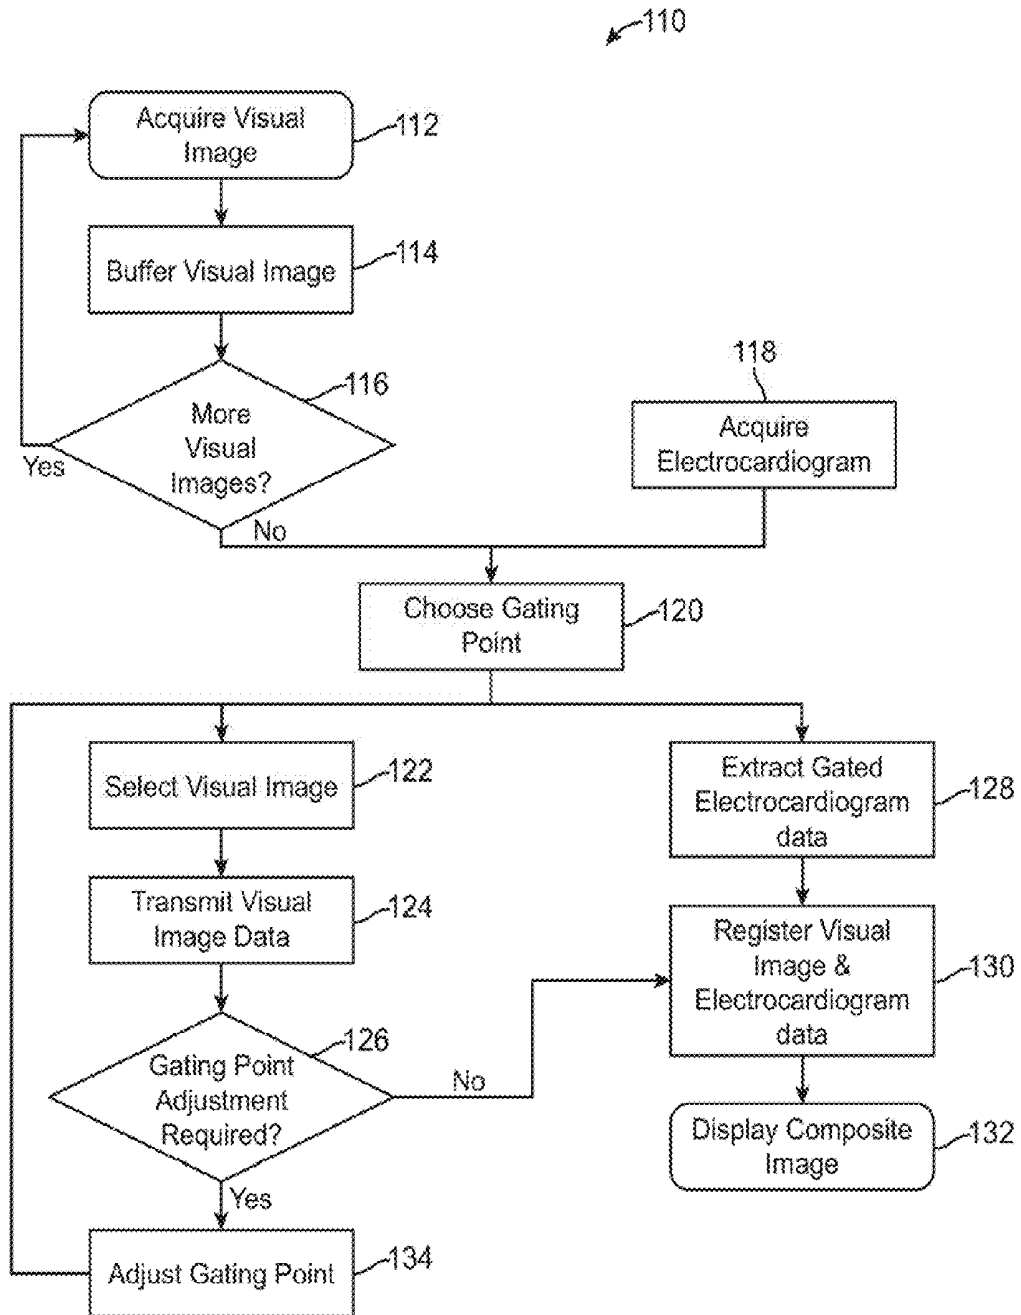 110
Acquire Visual
Image
112
Buffer Visual Image
114
More
Visual
Images?
116
Yes
No
118
Acquire
Electrocardiogram
Choose Gating
Point
120
Select Visual Image
122
Transmit Visual
Image Data
124
Gating Point
Adjustment
Required?
126
No
Yes
Adjust Gating Point
134
Extract Gated
Electrocardiogram
data
128
Register Visual
Image &
Electrocardiogram
data
130
Display Composite
Image
132